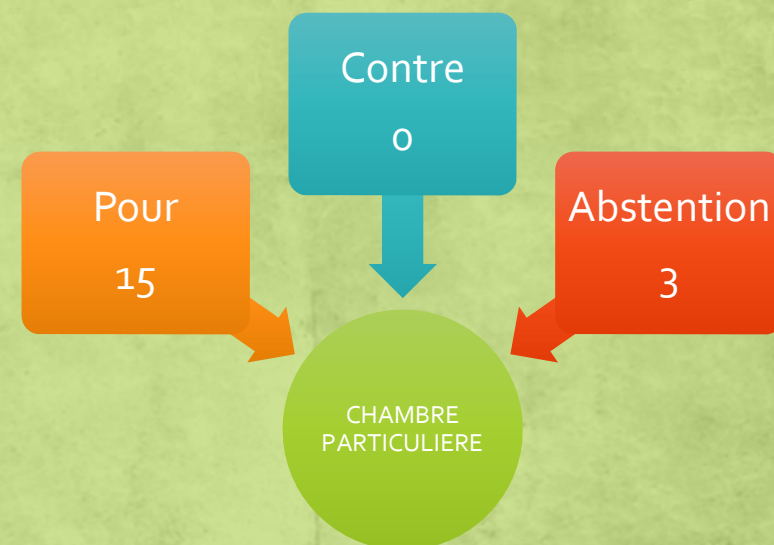 Contre
0
Pour
15
Abstention
3
CHAMBRE
PARTICULIERE